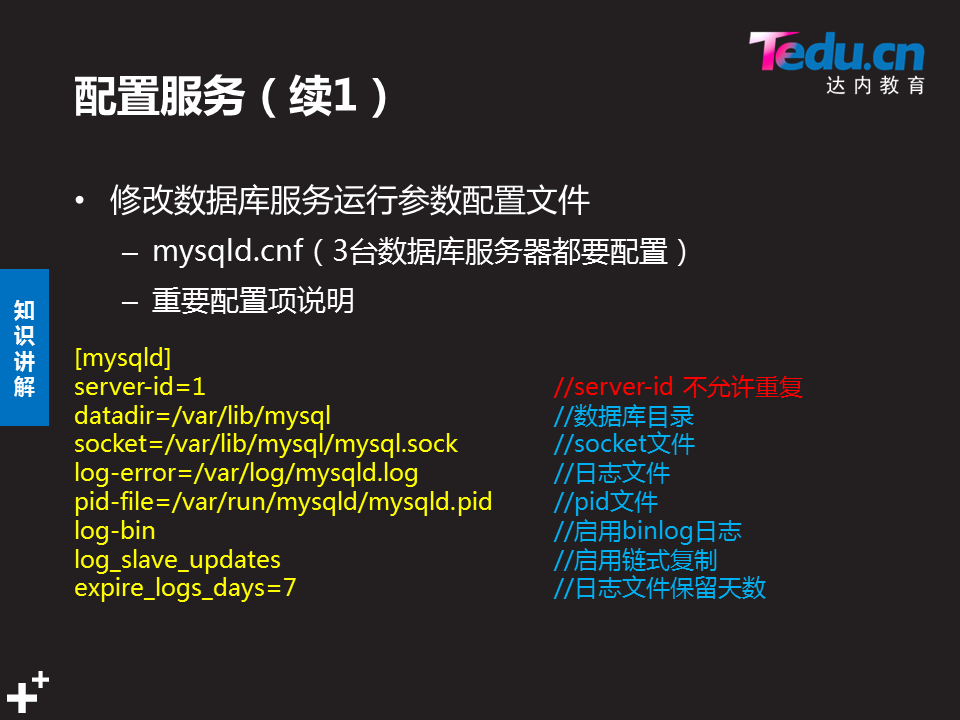 Tedu.cn
达内教育
配置服务（续1）
• 修改数据库服务运行参数配置文件
– mysqld.cnf（3台数据库服务器都要配置）
– 重要配置项说明
知识讲解
[mysqld]
server-id=1 //server-id 不允许重复
datadir=/var/lib/mysql //数据库目录
socket=/var/lib/mysql/mysql.sock //socket文件
log-error=/var/log/mysqld.log //日志文件
pid-file=/var/run/mysqld/mysqld.pid //pid文件
log-bin //启用binlog日志
log_slave_updates //启用链式复制
expire_logs_days=7 //日志文件保留天数